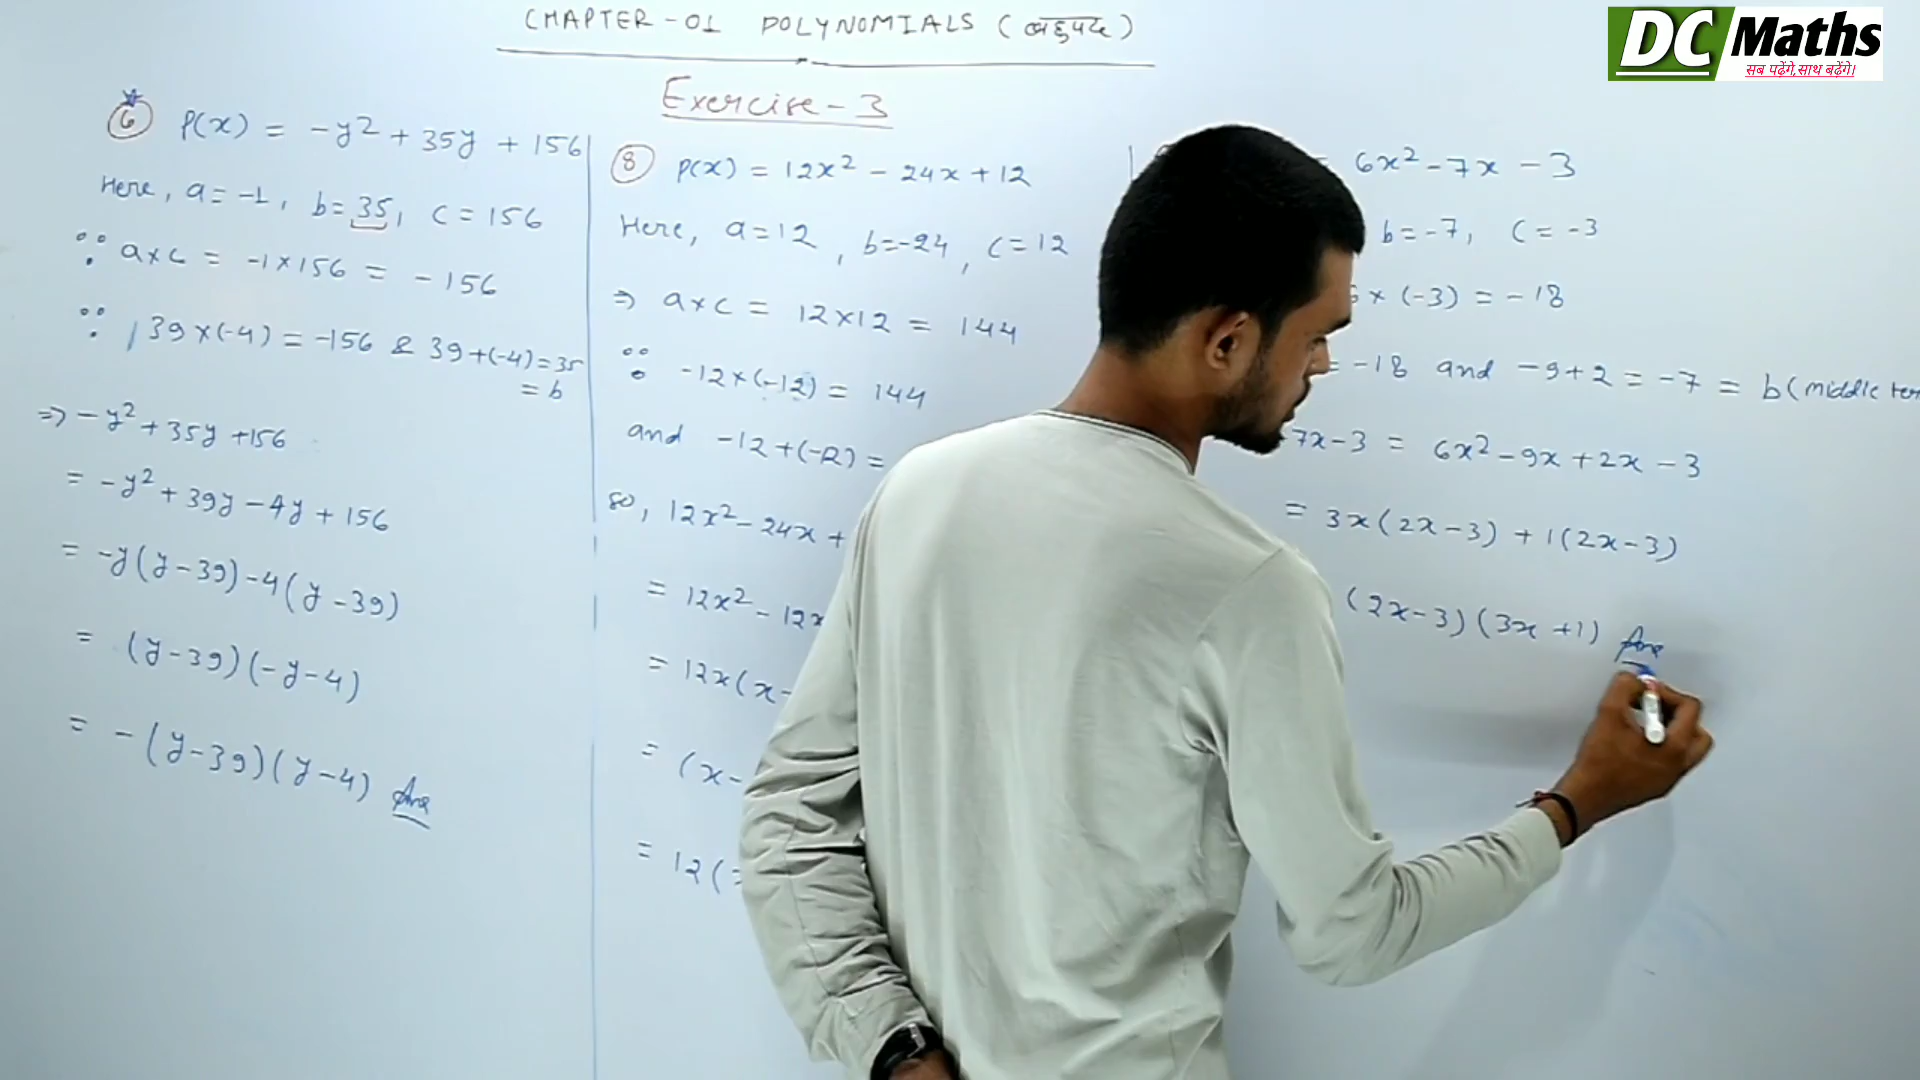 CHAPTER-01 POLYNOMIALS (बहुपद)
Exercise-3
DC Maths
सब पढ़ेंगे,साथ बढ़ेंगे।
6 P(x) = -y² + 35y + 156
Here, a = -1, b = 35, c = 156
∵ a×c = -1×156 = -156
∵ 39×(-4) = -156 & 39+(-4)=35
= b
⇒ -y² + 35y +156
= -y² + 39y - 4y + 156
= -y(y-39)-4(y-39)
= (y-39)(-y-4)
= -(y-39)(y-4) Ans
8 P(x) = 12x² - 24x + 12
Here, a=12, b=-24, c=12
⇒ a×c = 12×12 = 144
∵ -12×(-12) = 144
and -12+(-12) =
so, 12x² - 24x +
= 12x² - 12x
= 12x(x-
= (x-
= 12(
= 6x² - 7x - 3
b=-7, c = -3
× (-3) = -18
= -18 and -9+2 = -7 = b(middle ter
7x-3 = 6x² - 9x + 2x - 3
= 3x(2x-3) + 1(2x-3)
(2x-3)(3x+1) Ans